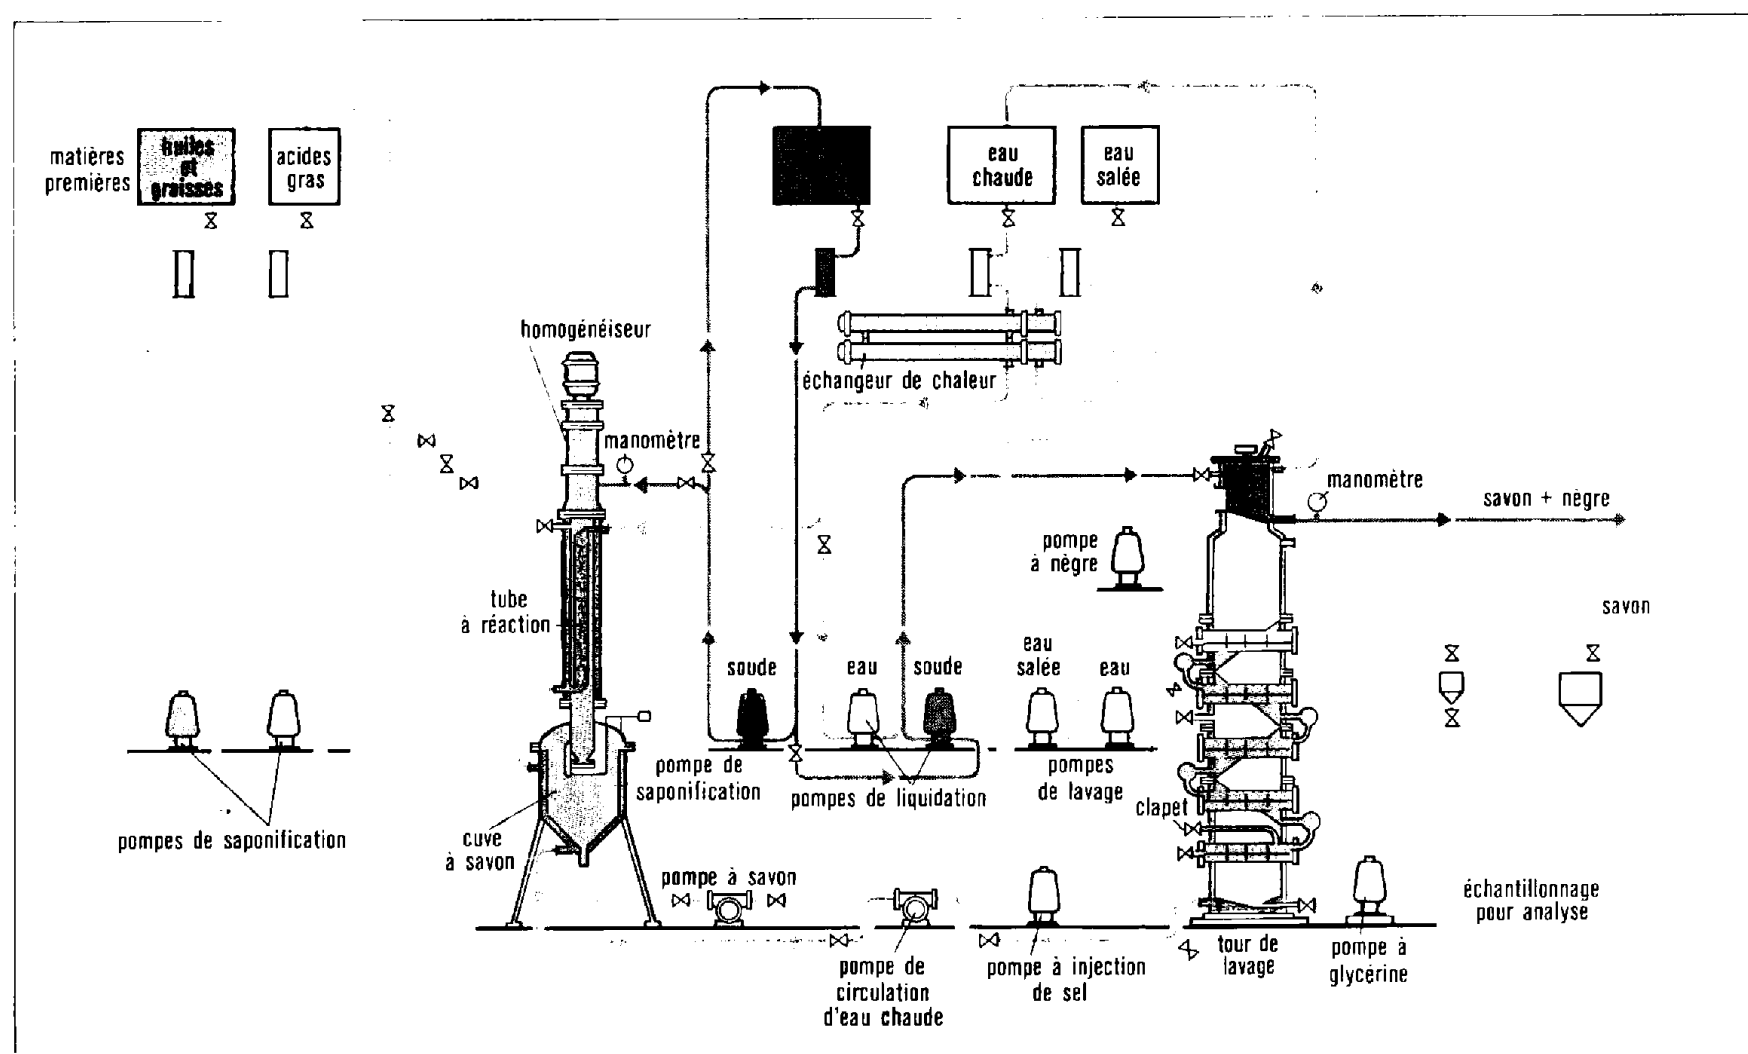 matières
premières
huiles
et
graisses
acides
gras
eau
chaude
eau
salée
homogénéiseur
échangeur de chaleur
manomètre
manomètre
savon + nègre
pompe
à nègre
tube
à réaction
savon
soude
eau
soude
eau
salée
eau
pompe de
saponification
pompes de liquidation
pompes
de lavage
clapet
pompes de saponification
cuve
à savon
pompe à savon
échantillonnage
pour analyse
pompe de
circulation
d'eau chaude
pompe à injection
de sel
tour de
lavage
pompe à
glycérine